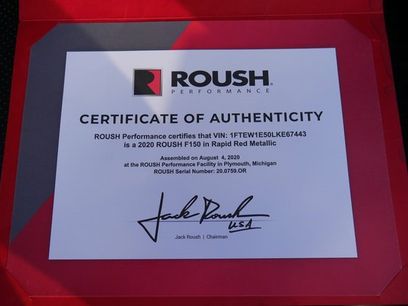 ROUSH
PERFORMANCE
CERTIFICATE OF AUTHENTICITY
ROUSH Performance certifies that VIN: 1FTEW1E50LKE67443
is a 2020 ROUSH F150 in Rapid Red Metallic
Assembled on August 4, 2020
at the ROUSH Performance Facility in Plymouth, Michigan
ROUSH Serial Number: 20.0759.OR
Jack Roush
USA
Jack Roush | Chairman